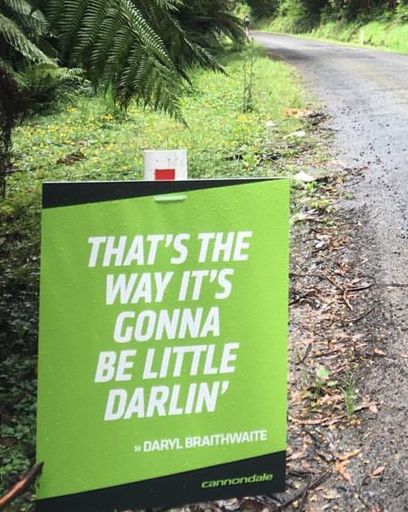 THAT'S THE
WAY IT'S
GONNA
BE LITTLE
DARLIN'
» DARYL BRAITHWAITE
cannondale